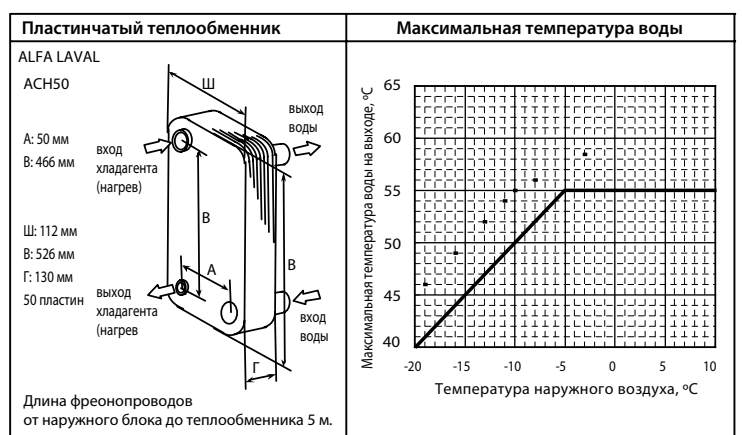 Пластинчатый теплообменник
Максимальная температура воды
ALFA LAVAL
ACH50
А: 50 мм
В: 466 мм
Ш: 112 мм
В: 526 мм
Г: 130 мм
50 пластин
Ш
выход
воды
вход
хладагента
(нагрев)
В
А
В
выход
хладагента
(нагрев
вход
воды
Г
Длина фреонопроводов
от наружного блока до теплообменника 5 м.
Максимальная температура воды на выходе, ºС
65
60
55
50
45
40
-20 -15 -10 -5 0 5 10
Температура наружного воздуха, ºС